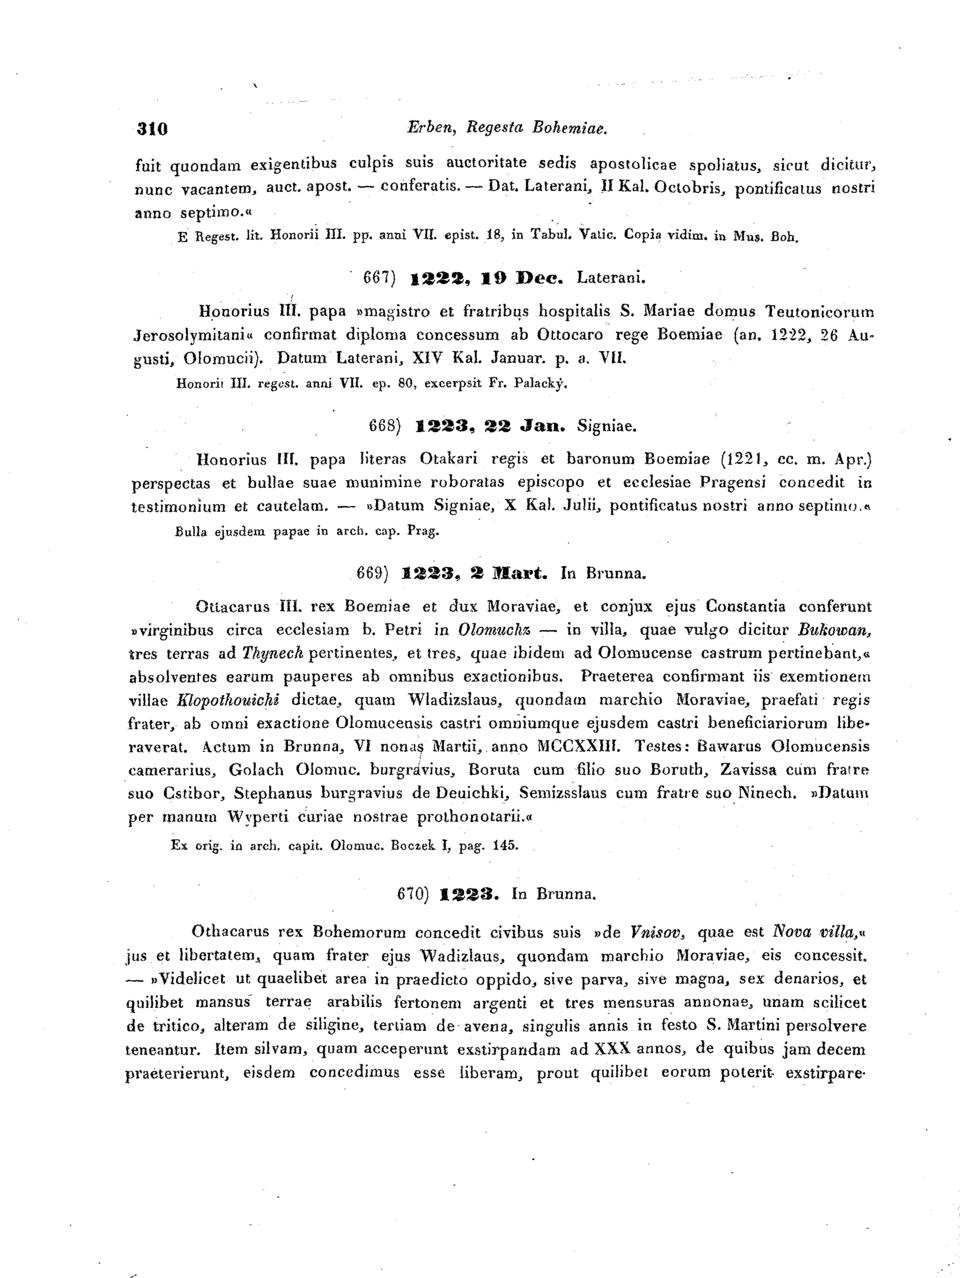 310 Erben, Regesta Bohemiae.
fuit quondam exigentibus culpis suis auctoritate sedis apostolicae spoliatus, sicut dicitur,
nunc vacantem, auct. apost. — conferatis. — Dat. Laterani, II Kal. Octobris, pontificatus nostri
anno septimo.«
E Regest. lit. Honorii III. pp. anni VII. epist. 18, in Tabul. Vatic. Copia vidim. in Mus. Boh.
667) 1222, 19 Dec. Laterani.
Honorius III. papa »magistro et fratribus hospitalis S. Mariae domus Teutonicorum
Jerosolymitani« confirmat diploma concessum ab Ottocaro rege Boemiae (an. 1222, 26 Au-
gusti, Olomucii). Datum Laterani, XIV Kal. Januar. p. a. VII.
Honorii III. regest. anni VII. ep. 80, excerpsit Fr. Palacký.
668) 1223, 22 Jan. Signiae.
Honorius III. papa literas Otakari regis et baronum Boemiae (1221, cc. m. Apr.)
perspectas et bullae suae munimine roboratas episcopo et ecclesiae Pragensi concedit in
testimonium et cautelam. — »Datum Signiae, X Kal. Julii, pontificatus nostri anno septimo.«
Bulla ejusdem papae in arch. cap. Prag.
669) 1223, 2 Mart. In Brunna.
Ottacarus III. rex Boemiae et dux Moraviae, et conjux ejus Constantia conferunt
»virginibus circa ecclesiam b. Petri in Olomuchz — in villa, quae vulgo dicitur Bukowan,
tres terras ad Thynech pertinentes, et tres, quae ibidem ad Olomucense castrum pertinebant,«
absolventes earum pauperes ab omnibus exactionibus. Praeterea confirmant iis exemtionem
villae Klopothouichi dictae, quam Wladizslaus, quondam marchio Moraviae, praefati regis
frater, ab omni exactione Olomucensis castri omniumque ejusdem castri beneficiariorum libe-
raverat. Actum in Brunna, VI nonas Martii, anno MCCXXIII. Testes: Bawarus Olomucensis
camerarius, Golach Olomuc. burgravius, Boruta cum filio suo Boruth, Zavissa cum fratre
suo Cstibor, Stephanus burgravius de Deuichki, Semizsslaus cum fratre suo Ninech. »Datum
per manum Wyperti curiae nostrae prothonotarii.«
Ex orig. in arch. capit. Olomuc. Boczek I, pag. 145.
670) 1223. In Brunna.
Othacarus rex Bohemorum concedit civibus suis »de Vnisov, quae est Nova villa,«
jus et libertatem, quam frater ejus Wadizlaus, quondam marchio Moraviae, eis concessit.
— »Videlicet ut quaelibet area in praedicto oppido, sive parva, sive magna, sex denarios, et
quilibet mansus terrae arabilis fertonem argenti et tres mensuras annonae, unam scilicet
de tritico, alteram de siligine, tertiam de avena, singulis annis in festo S. Martini persolvere
teneantur. Item silvam, quam acceperunt exstirpandam ad XXX annos, de quibus jam decem
praeterierunt, eisdem concedimus esse liberam, prout quilibet eorum poterit exstirpare-